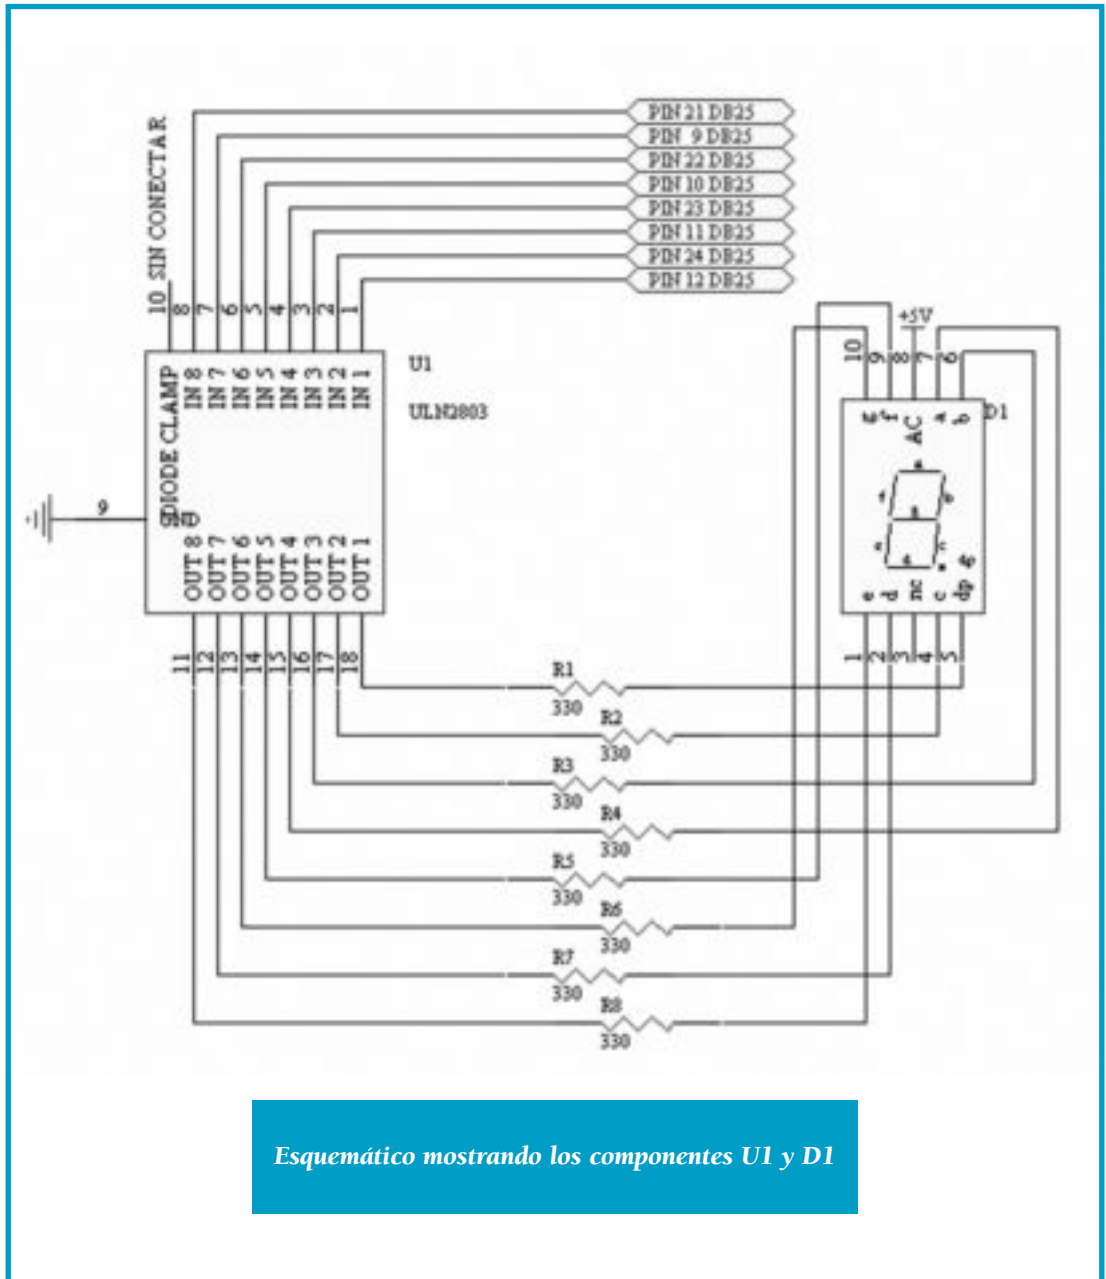 PIN 21 DB25
PIN 9 DB25
PIN 22 DB25
PIN 10 DB25
PIN 23 DB25
PIN 11 DB25
PIN 24 DB25
PIN 12 DB25
10 SIN CONECTAR
8
7
6
5
4
3
2
1
U1
ULN2803
DIODE CLAMP
IN 8
IN 7
IN 6
IN 5
IN 4
IN 3
IN 2
IN 1
9
GND
OUT 8
OUT 7
OUT 6
OUT 5
OUT 4
OUT 3
OUT 2
OUT 1
11
12
13
14
15
16
17
18
+5V
10
9
8
7
6
D1
g
f
AC
a
b
a
f
b
g
e
c
d
dp
e
d
nc
c
dp
1
2
3
4
5
R1
330
R2
330
R3
330
R4
330
R5
330
R6
330
R7
330
R8
330
Esquemático mostrando los componentes U1 y D1